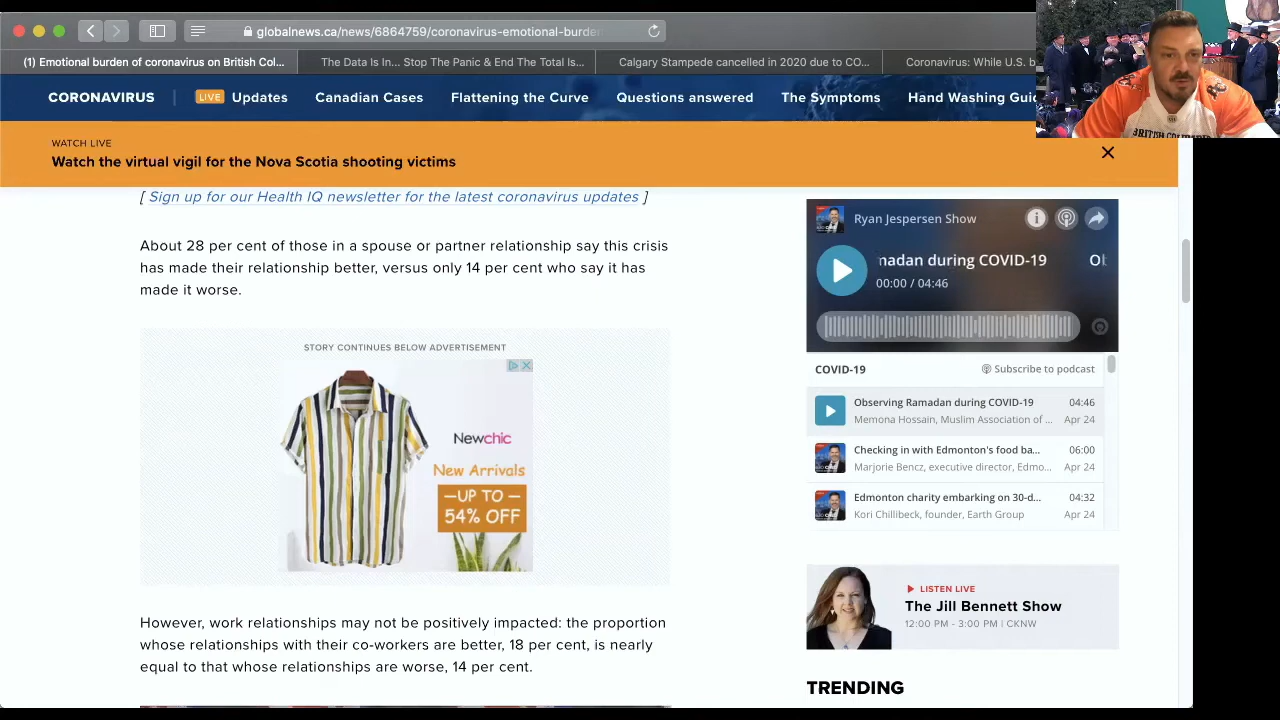 globalnews.ca/news/6864759/coronavirus-emotional-burde
(1) Emotional burden of coronavirus on British Col...
The Data Is In... Stop The Panic & End The Total Is...
Calgary Stampede cancelled in 2020 due to CO...
Coronavirus: While U.S. b
CORONAVIRUS
LIVE Updates
Canadian Cases
Flattening the Curve
Questions answered
The Symptoms
Hand Washing Guid
WATCH LIVE
Watch the virtual vigil for the Nova Scotia shooting victims
[ Sign up for our Health IQ newsletter for the latest coronavirus updates ]
About 28 per cent of those in a spouse or partner relationship say this crisis
has made their relationship better, versus only 14 per cent who say it has
made it worse.
STORY CONTINUES BELOW ADVERTISEMENT
Newchic
New Arrivals
—UP TO—
54% OFF
However, work relationships may not be positively impacted: the proportion
whose relationships with their co-workers are better, 18 per cent, is nearly
equal to that whose relationships are worse, 14 per cent.
BRITISH COLUMBIA
Ryan Jespersen Show
madan during COVID-19 Ob
00:00 / 04:46
COVID-19
Subscribe to podcast
Observing Ramadan during COVID-19 04:46
Memona Hossain, Muslim Association of ... Apr 24
Checking in with Edmonton's food ba... 06:00
Marjorie Bencz, executive director, Edmo... Apr 24
Edmonton charity embarking on 30-d... 04:32
Kori Chillibeck, founder, Earth Group Apr 24
LISTEN LIVE
The Jill Bennett Show
12:00 PM - 3:00 PM | CKNW
TRENDING